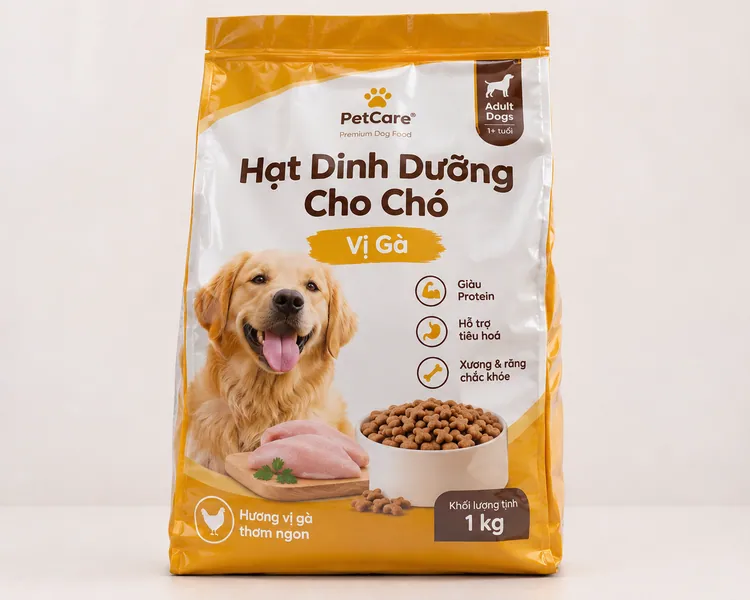 PetCare®
Premium Dog Food
Adult
Dogs
1+ tuổi
Hạt Dinh Dưỡng
Cho Chó
Vị Gà
Giàu
Protein
Hỗ trợ
tiêu hoá
Xương & răng
chắc khỏe
Hương vị gà
thơm ngon
Khối lượng tịnh
1 kg